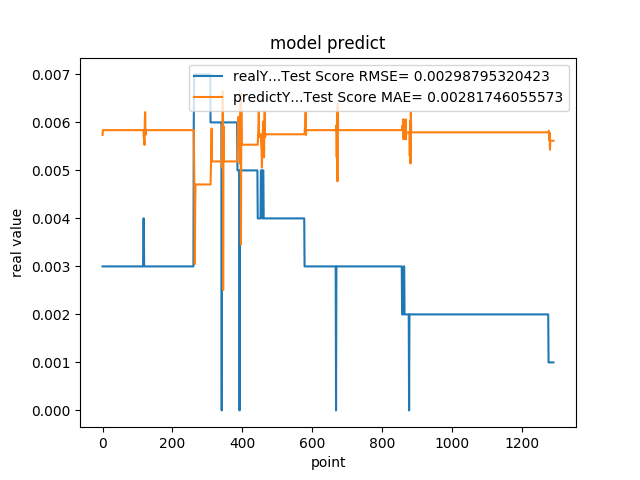 model predict
realY...Test Score RMSE= 0.00298795320423
predictY...Test Score MAE= 0.00281746055573
0.007
0.006
0.005
0.004
0.003
0.002
0.001
0.000
real value
0 200 400 600 800 1000 1200
point